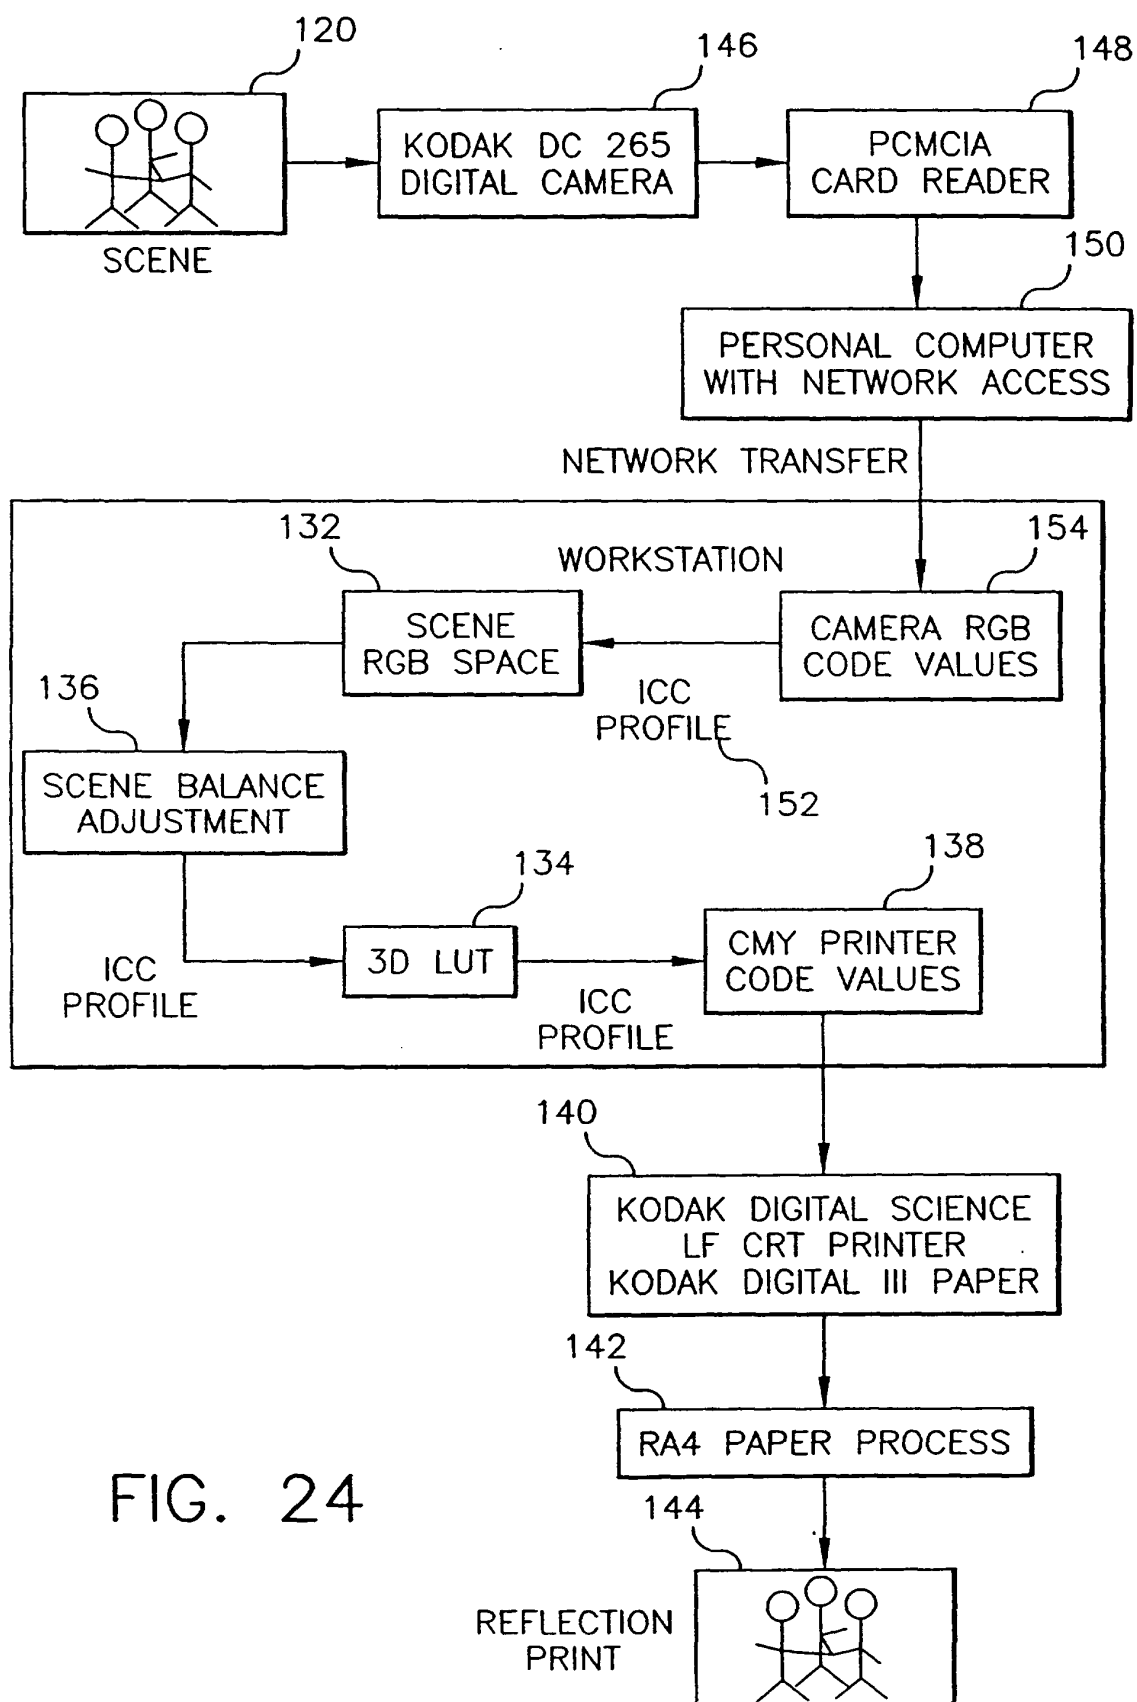 120
146
148
KODAK DC 265
DIGITAL CAMERA
PCMCIA
CARD READER
SCENE
150
PERSONAL COMPUTER
WITH NETWORK ACCESS
NETWORK TRANSFER
132
WORKSTATION
154
SCENE
RGB SPACE
CAMERA RGB
CODE VALUES
136
ICC
PROFILE
152
SCENE BALANCE
ADJUSTMENT
134
138
3D LUT
CMY PRINTER
CODE VALUES
ICC
PROFILE
ICC
PROFILE
140
KODAK DIGITAL SCIENCE
LF CRT PRINTER
KODAK DIGITAL III PAPER
142
RA4 PAPER PROCESS
FIG. 24
144
REFLECTION
PRINT